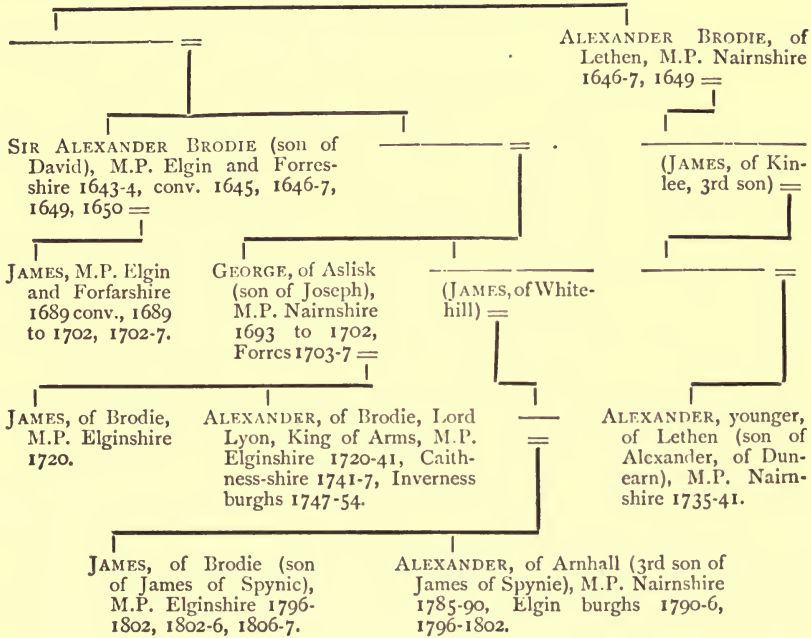 ALEXANDER BRODIE, of
Lethen, M.P. Nairnshire
1646-7, 1649 =
=
SIR ALEXANDER BRODIE (son of
David), M.P. Elgin and Forres-
shire 1643-4, conv. 1645, 1646-7,
1649, 1650 =
=
(JAMES, of Kin-
lee, 3rd son) =
JAMES, M.P. Elgin
and Forfarshire
1689 conv., 1689
to 1702, 1702-7.
GEORGE, of Aslisk
(son of Joseph),
M.P. Nairnshire
1693 to 1702,
Forres 1703-7 =
(JAMES, of White-
hill) =
=
JAMES, of Brodie,
M.P. Elginshire
1720.
ALEXANDER, of Brodie, Lord
Lyon, King of Arms, M.P.
Elginshire 1720-41, Caith-
ness-shire 1741-7, Inverness
burghs 1747-54.
=
ALEXANDER, younger,
of Lethen (son of
Alexander, of Dun-
earn), M.P. Nairn-
shire 1735-41.
JAMES, of Brodie (son
of James of Spynie),
M.P. Elginshire 1796-
1802, 1802-6, 1806-7.
ALEXANDER, of Arnhall (3rd son of
James of Spynie), M.P. Nairnshire
1785-90, Elgin burghs 1790-6,
1796-1802.